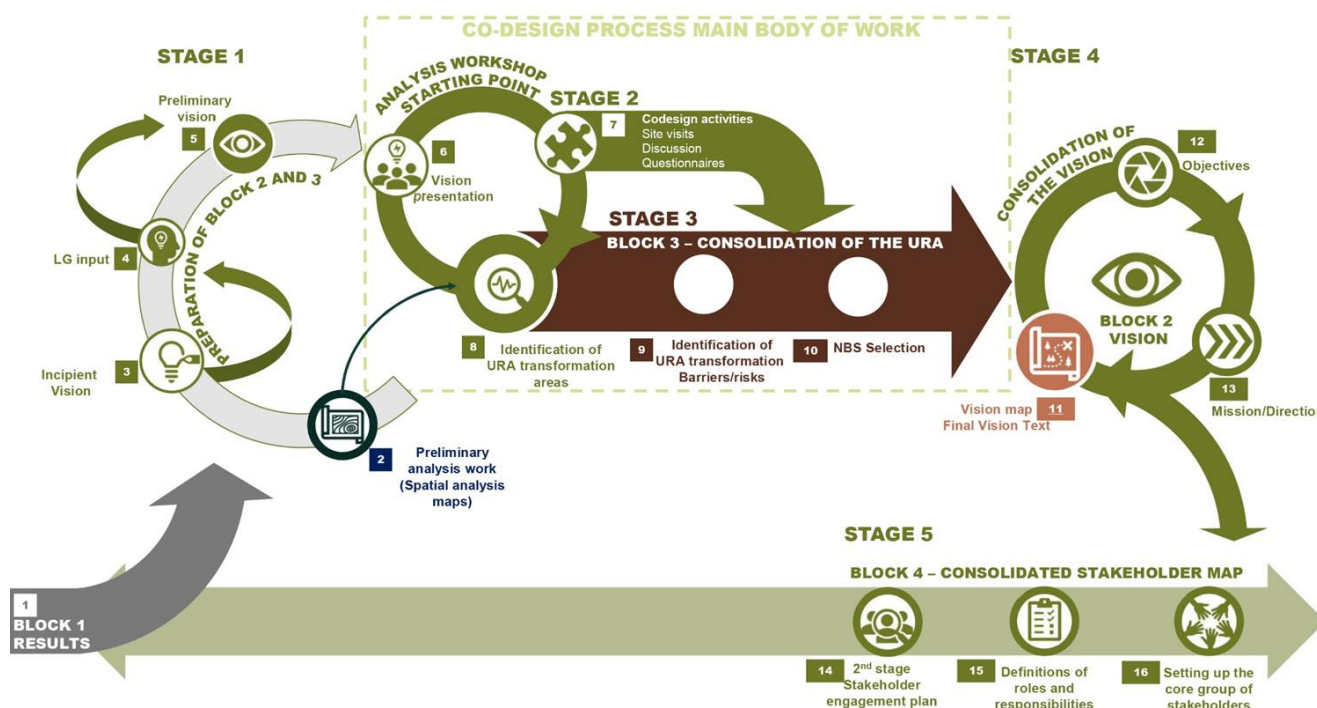 CO-DESIGN PROCESS MAIN BODY OF WORK
STAGE 1
Preliminary
vision
5
PREPARATION OF BLOCK 2 AND 3
LG input
4
3
Incipient
Vision
2
Preliminary
analysis work
(Spatial analysis
maps)
1
BLOCK 1
RESULTS
ANALYSIS WORKSHOP
STARTING POINT
STAGE 2
6
Vision
presentation
7
Codesign activities
Site visits
Discussion
Questionnaires
STAGE 3
BLOCK 3 – CONSOLIDATION OF THE URA
8
Identification of
URA transformation
areas
9
Identification of
URA transformation
Barriers/risks
10
NBS Selection
STAGE 4
CONSOLIDATION OF
THE VISION
12
Objectives
BLOCK 2
VISION
13
Mission/Direction
Vision map
11
Final Vision Text
STAGE 5
BLOCK 4 – CONSOLIDATED STAKEHOLDER MAP
14
2nd stage
Stakeholder
engagement plan
15
Definitions of
roles and
responsibilities
16
Setting up the
core group of
stakeholders